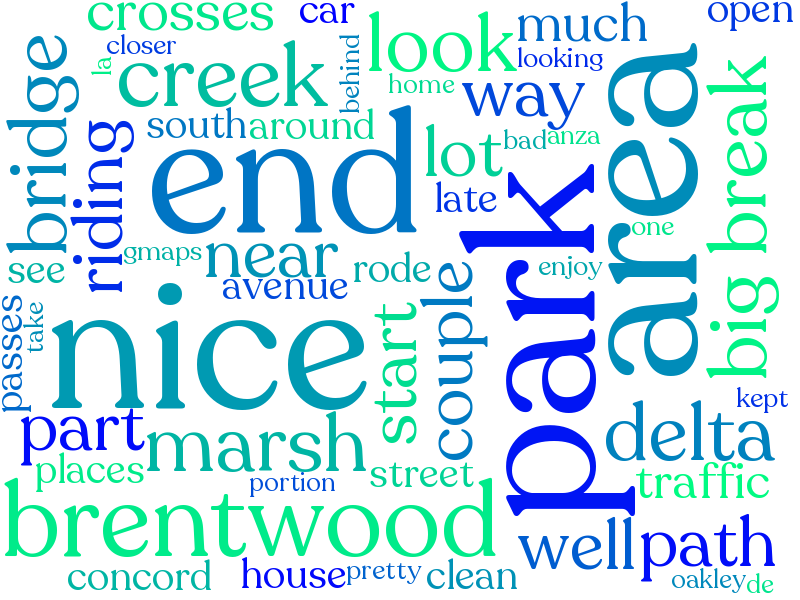 crosses
car
open
closer
look
much
la
creek
behind
looking
home
bridge
riding
way
area
big break
south
around
end
lot
bad
anza
late
park
one
gmaps
near
see
rode
enjoy
avenue
passes
take
nice
start
couple
kept
part
marsh
delta
places
portion
street
traffic
brentwood
well
path
concord
house
pretty
clean
oakley
de